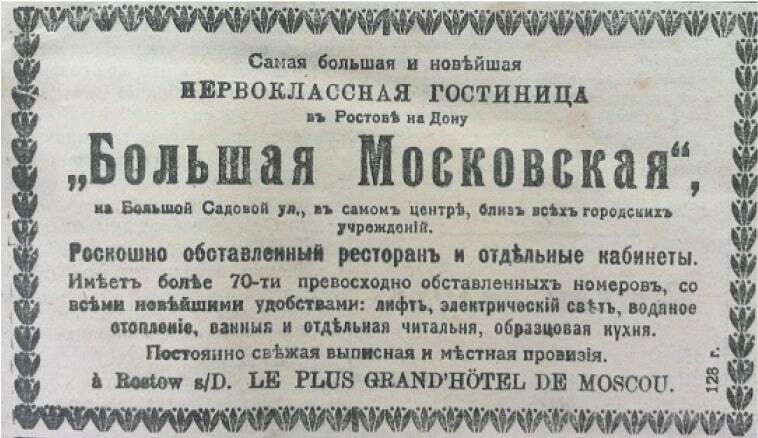 Самая большая и новѣйшая
ПЕРВОКЛАССНАЯ ГОСТИНИЦА
въ Ростовѣ на Дону
„Большая Московская“,
на Большой Садовой ул., въ самомъ центрѣ, близъ всѣхъ городскихъ
учрежденій.
Роскошно обставленный ресторанъ и отдѣльные кабинеты.
Имѣетъ болѣе 70-ти превосходно обставленныхъ номеровъ, со
всѣми новѣйшими удобствами: лифтъ, электрическій свѣтъ, водяное
отопленіе, ванныя и отдѣльная читальня, образцовая кухня.
Постоянно свѣжая выписная и мѣстная провизія.
à Rostow s/D. LE PLUS GRAND’HÔTEL DE MOSCOU.
128 г.